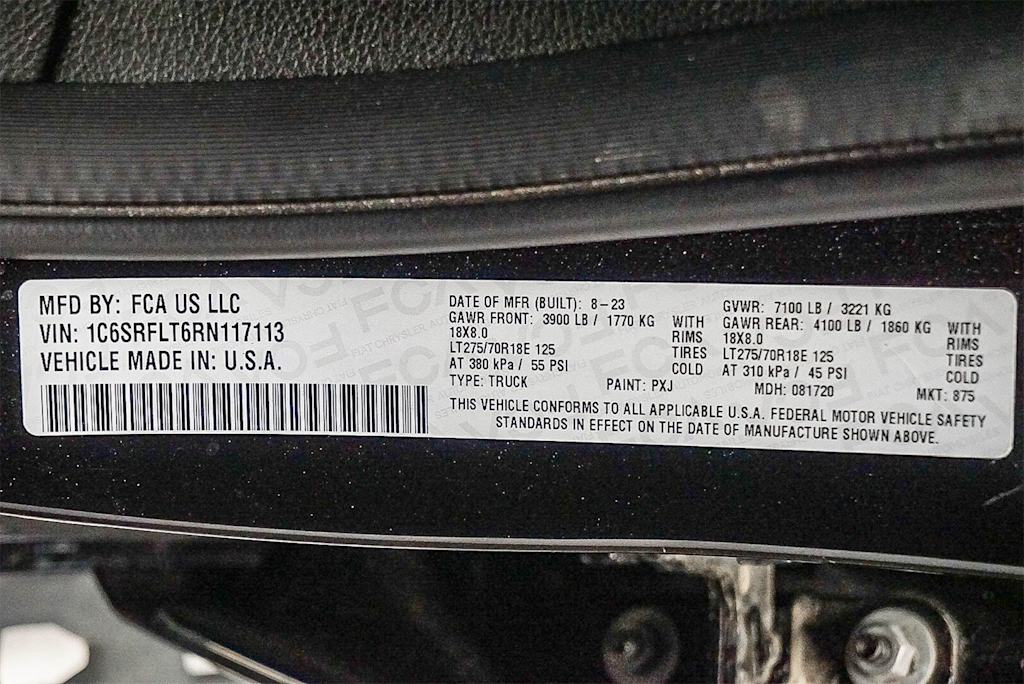 MFD BY: FCA US LLC
VIN: 1C6SRFLT6RN117113
VEHICLE MADE IN: U.S.A.
DATE OF MFR (BUILT): 8-23
GAWR FRONT: 3900 LB / 1770 KG WITH
18X8.0 RIMS
LT275/70R18E 125 TIRES
AT 380 kPa / 55 PSI COLD
TYPE: TRUCK PAINT: PXJ
GVWR: 7100 LB / 3221 KG
GAWR REAR: 4100 LB / 1860 KG WITH
18X8.0 RIMS
LT275/70R18E 125 TIRES
AT 310 kPa / 45 PSI COLD
MDH: 081720 MKT: 875
THIS VEHICLE CONFORMS TO ALL APPLICABLE U.S.A. FEDERAL MOTOR VEHICLE SAFETY
STANDARDS IN EFFECT ON THE DATE OF MANUFACTURE SHOWN ABOVE.